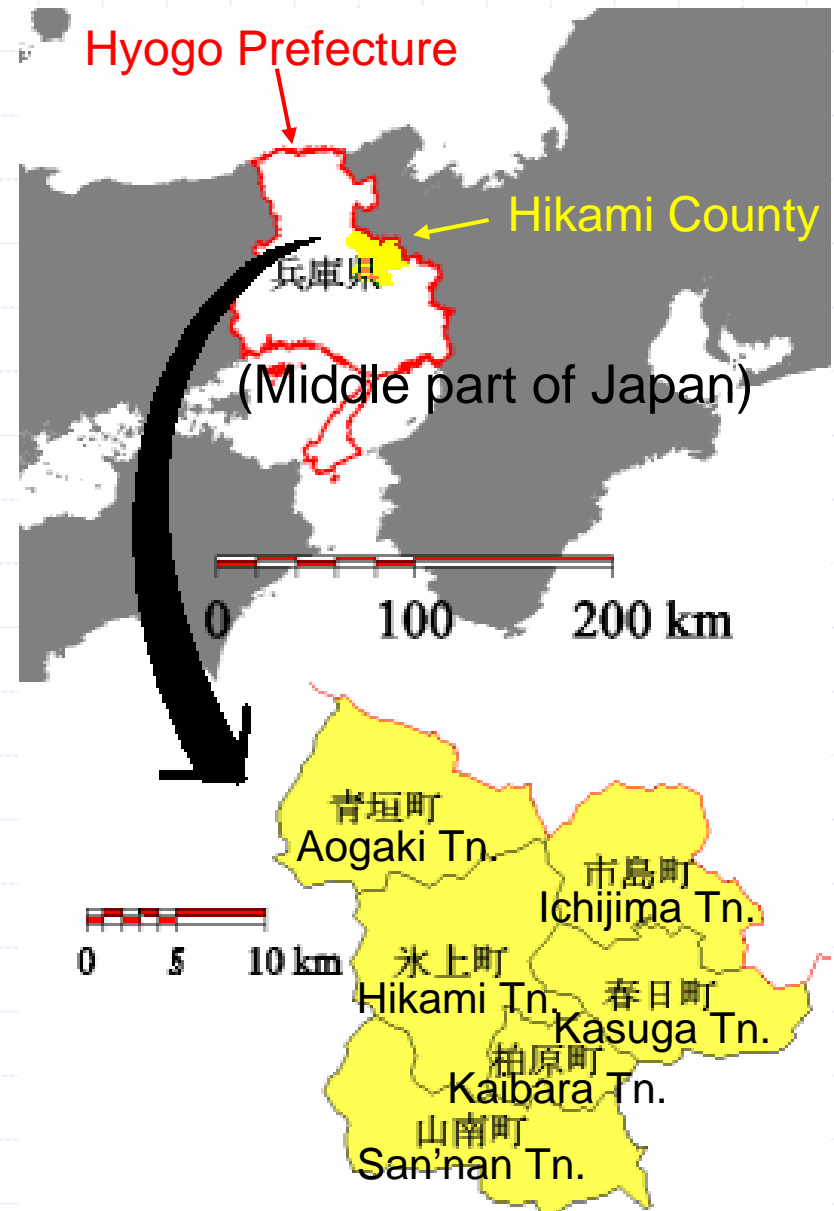 Hyogo Prefecture
Hikami County
兵庫県
(Middle part of Japan)
0 100 200 km
青垣町
Aogaki Tn.
市島町
Ichijima Tn.
0 5 10 km
氷上町
Hikami Tn.
春日町
Kasuga Tn.
柏原町
Kaibara Tn.
山南町
San'nan Tn.